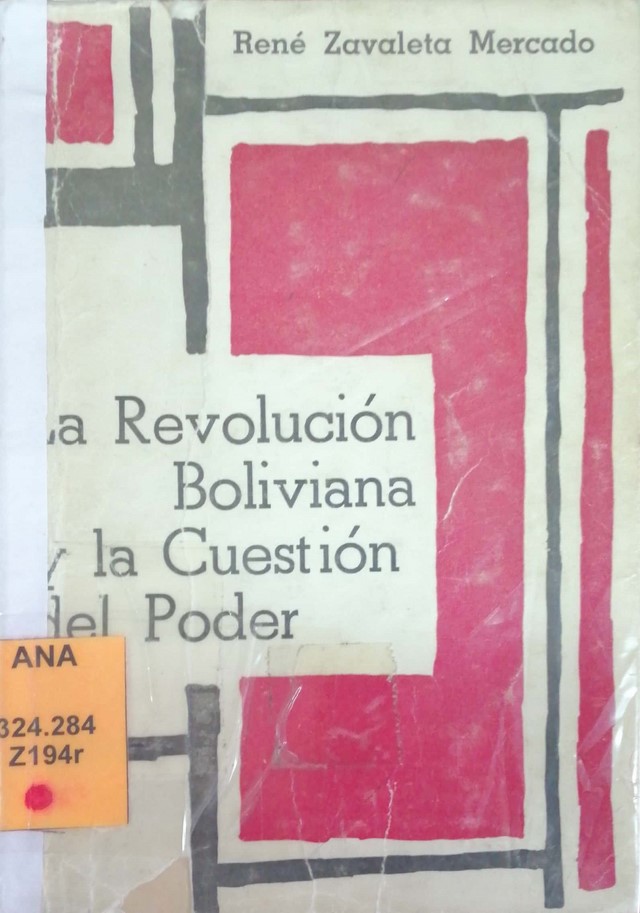 René Zavaleta Mercado
La Revolución
Boliviana
y la Cuestión
del Poder
ANA
324.284
Z194r